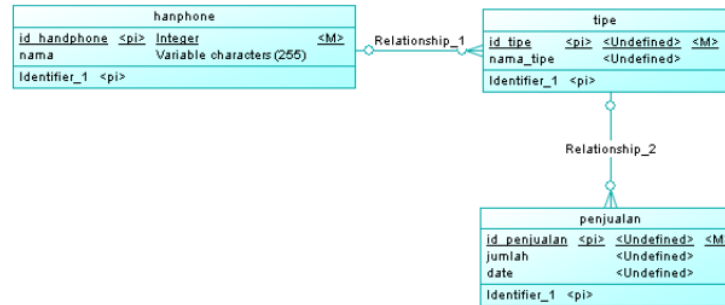 hanphone
id_handphone <pi> Integer <M>
nama Variable characters (255)
Identifier_1 <pi>
Relationship_1
tipe
id_tipe <pi> <Undefined> <M>
nama_tipe <Undefined>
Identifier_1 <pi>
Relationship_2
penjualan
id_penjualan <pi> <Undefined> <M
jumlah <Undefined>
date <Undefined>
Identifier_1 <pi>